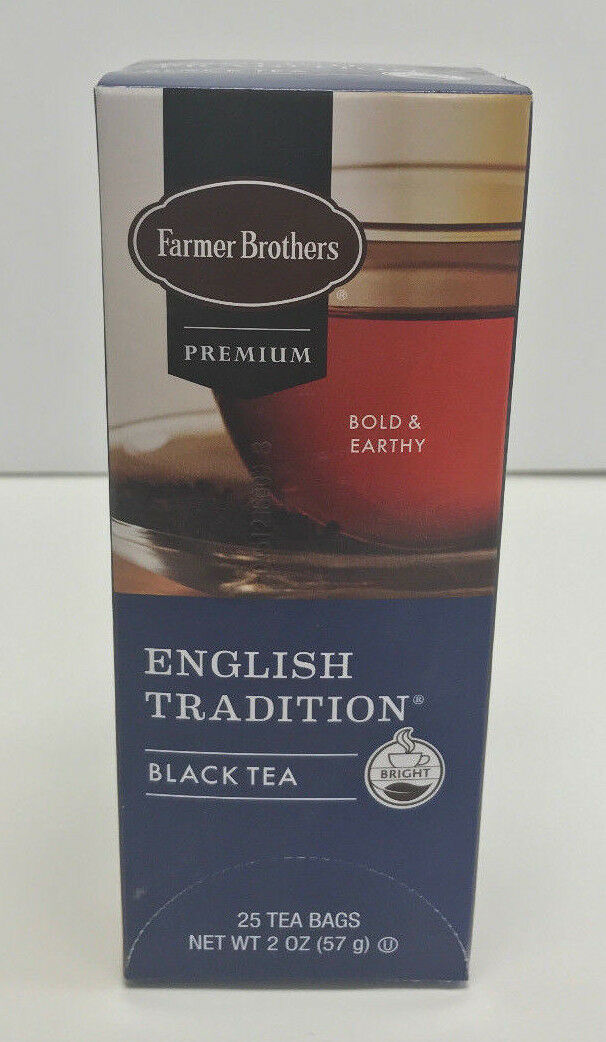 Farmer Brothers
®
PREMIUM
BOLD &
EARTHY
ENGLISH
TRADITION®
BLACK TEA
BRIGHT
25 TEA BAGS
NET WT 2 OZ (57 g) Ⓤ